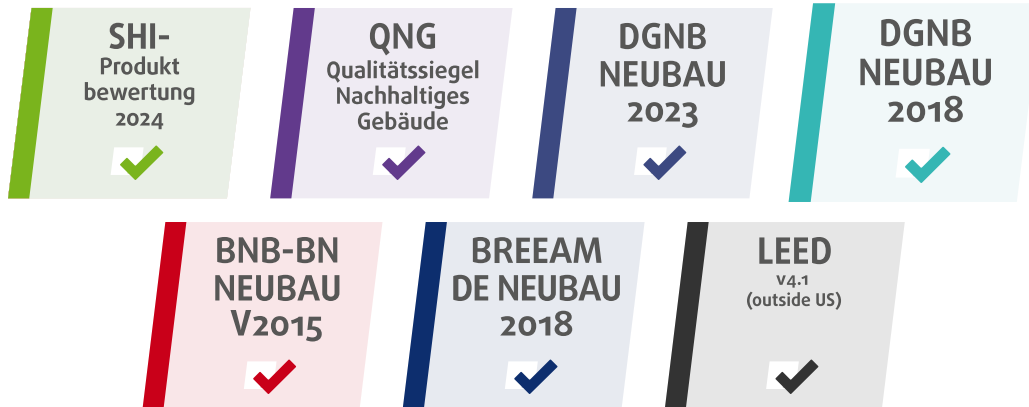 SHI-
Produkt
bewertung
2024
QNG
Qualitätssiegel
Nachhaltiges
Gebäude
DGNB
NEUBAU
2023
DGNB
NEUBAU
2018
BNB-BN
NEUBAU
V2015
BREEAM
DE NEUBAU
2018
LEED
v4.1
(outside US)